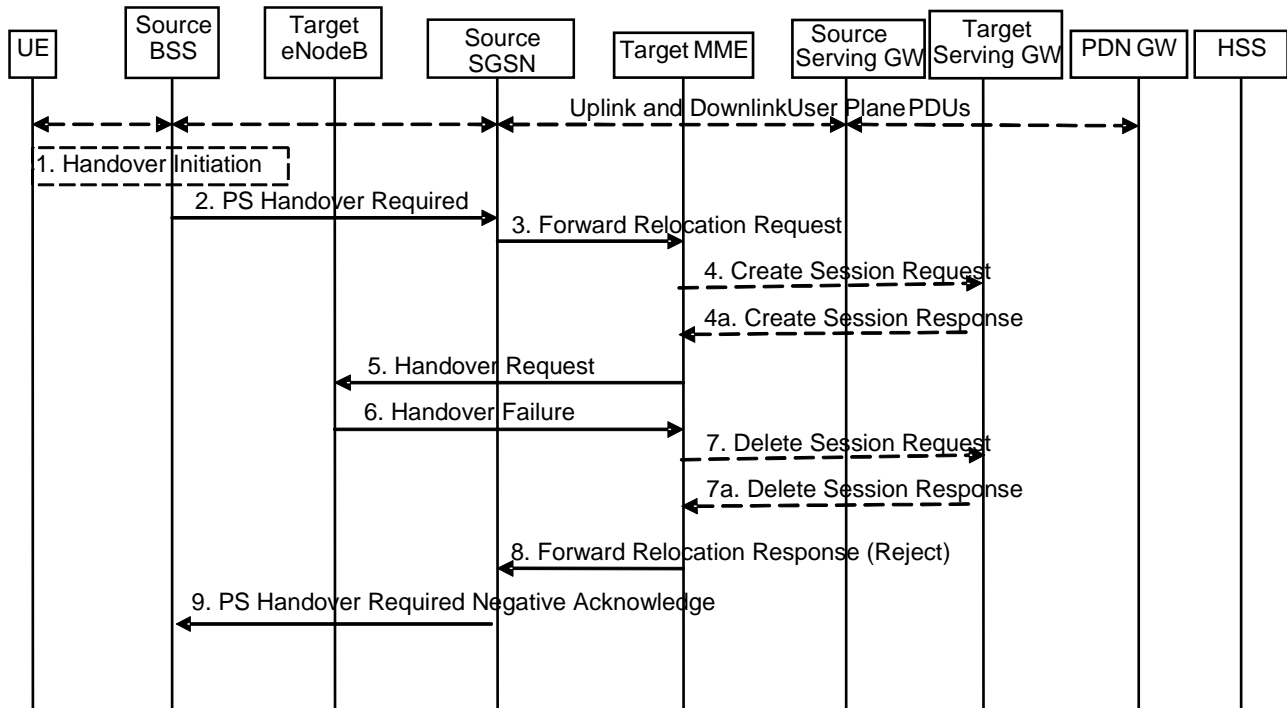 UE
Source
BSS
Target
eNodeB
Source
SGSN
Target MME
Source
Serving GW
Target
Serving GW
PDN GW
HSS
Uplink and Downlink User Plane PDUs
1. Handover Initiation
2. PS Handover Required
3. Forward Relocation Request
4. Create Session Request
4a. Create Session Response
5. Handover Request
6. Handover Failure
7. Delete Session Request
7a. Delete Session Response
8. Forward Relocation Response (Reject)
9. PS Handover Required Negative Acknowledge